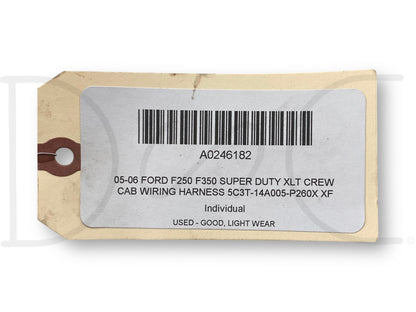 A0246182
05-06 FORD F250 F350 SUPER DUTY XLT CREW
CAB WIRING HARNESS 5C3T-14A005-P260X XF
Individual
USED - GOOD, LIGHT WEAR